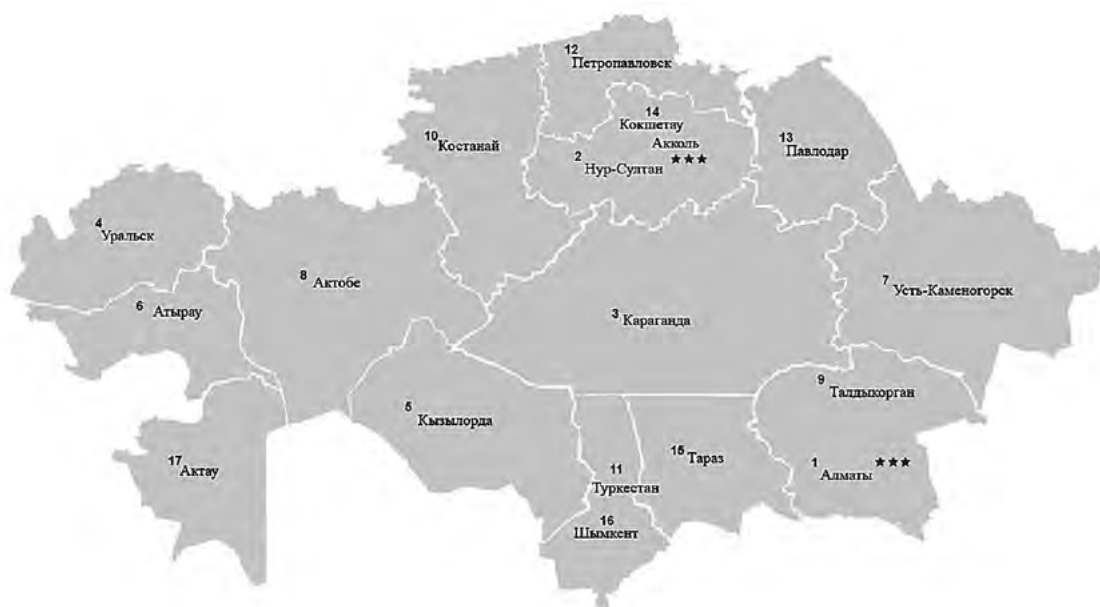 12 Петропавловск
14 Кокшетау
Акколь
2 Нур-Султан ★★★
10 Костанай
13 Павлодар
4 Уральск
8 Актобе
7 Усть-Каменогорск
6 Атырау
3 Караганда
9 Талдыкорган
5 Кызылорда
15 Тараз
1 Алматы ★★★
17 Актау
11 Туркестан
16 Шымкент